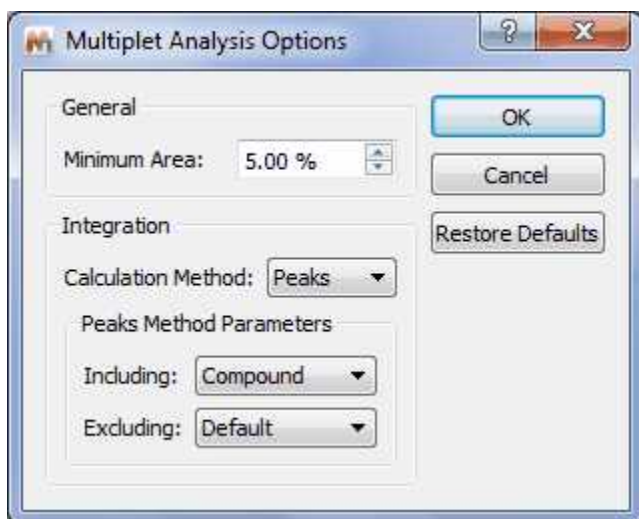 Multiplet Analysis Options
General
Minimum Area: 5.00 %
Integration
Calculation Method: Peaks
Peaks Method Parameters
Including: Compound
Excluding: Default
OK
Cancel
Restore Defaults